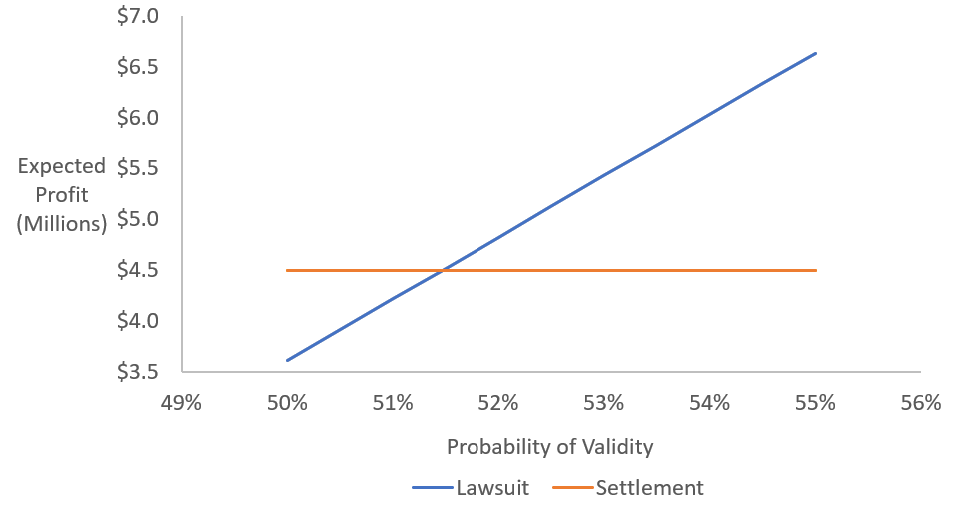 $7.0
$6.5
$6.0
$5.5
$5.0
$4.5
$4.0
$3.5
Expected
Profit
(Millions)
49% 50% 51% 52% 53% 54% 55% 56%
Probability of Validity
Lawsuit Settlement